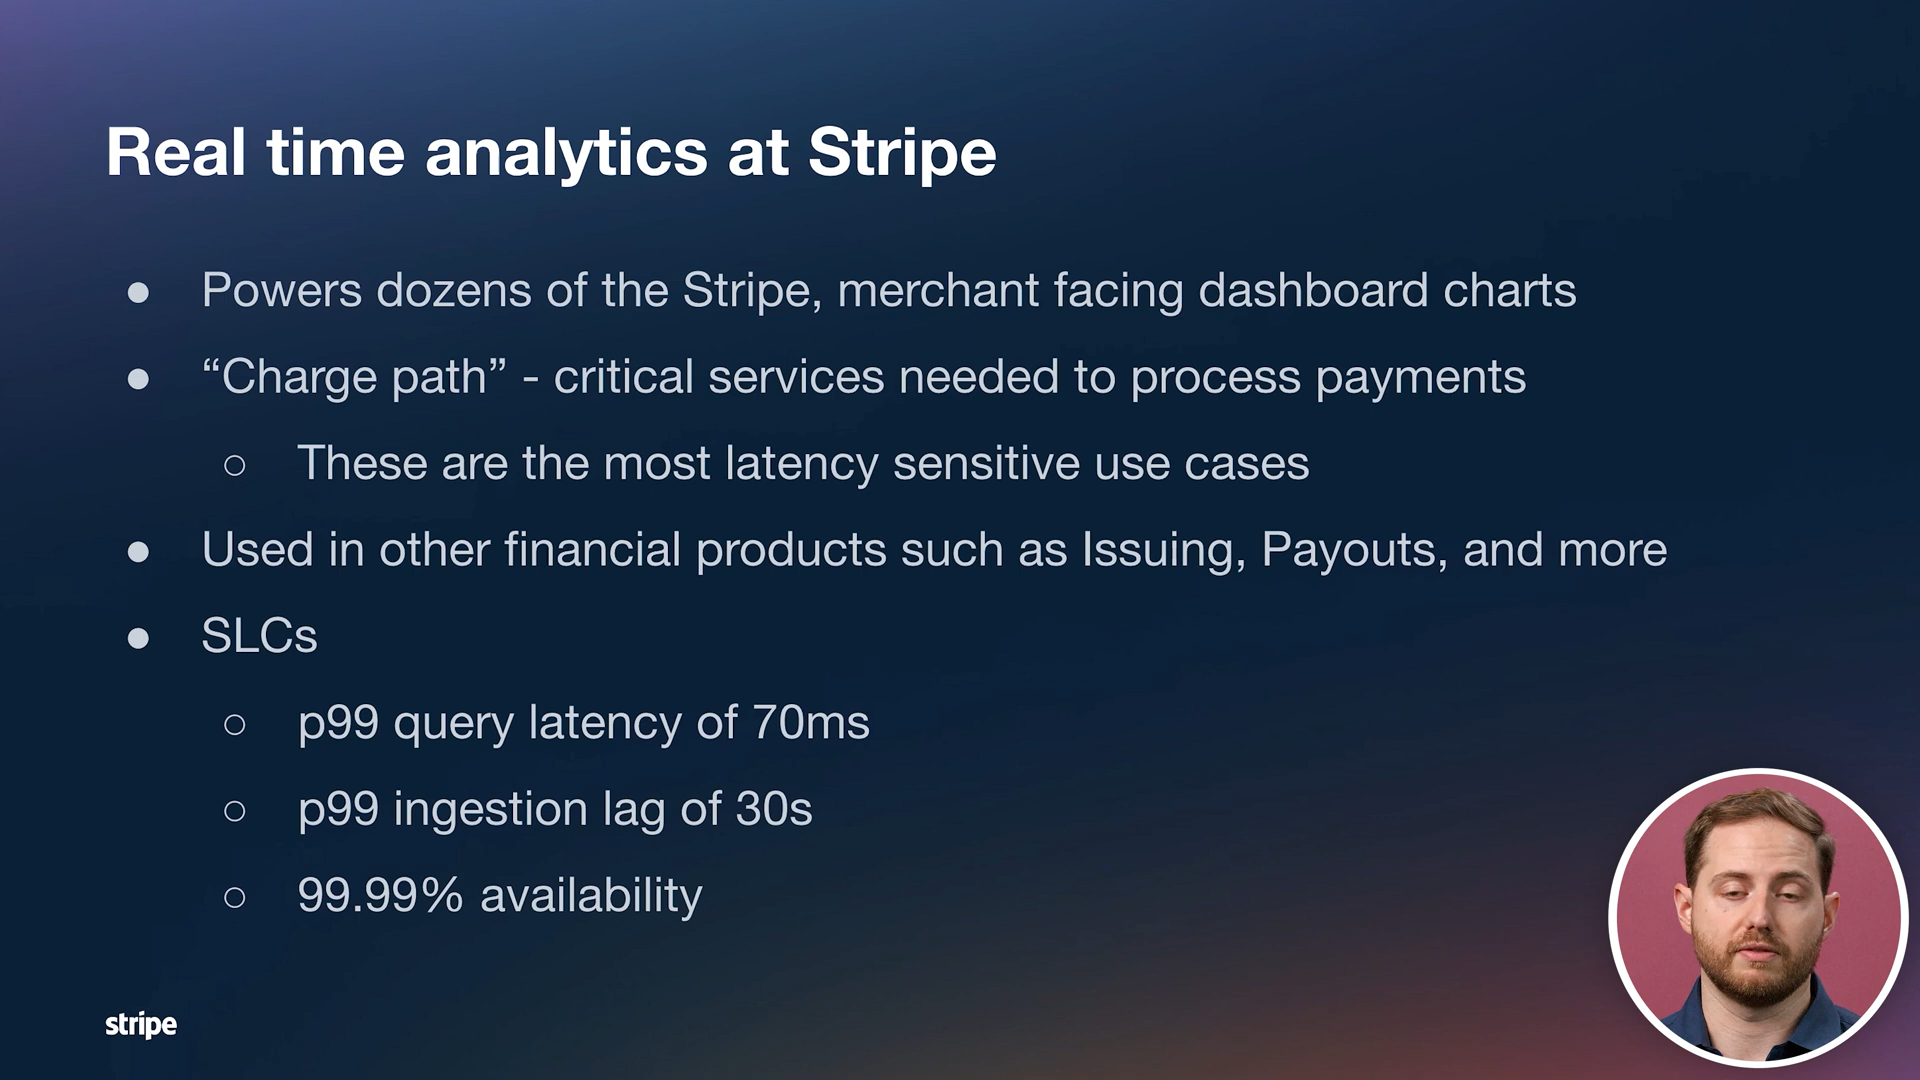 Real time analytics at Stripe
● Powers dozens of the Stripe, merchant facing dashboard charts
● “Charge path” - critical services needed to process payments
○ These are the most latency sensitive use cases
● Used in other financial products such as Issuing, Payouts, and more
● SLCs
○ p99 query latency of 70ms
○ p99 ingestion lag of 30s
○ 99.99% availability
stripe